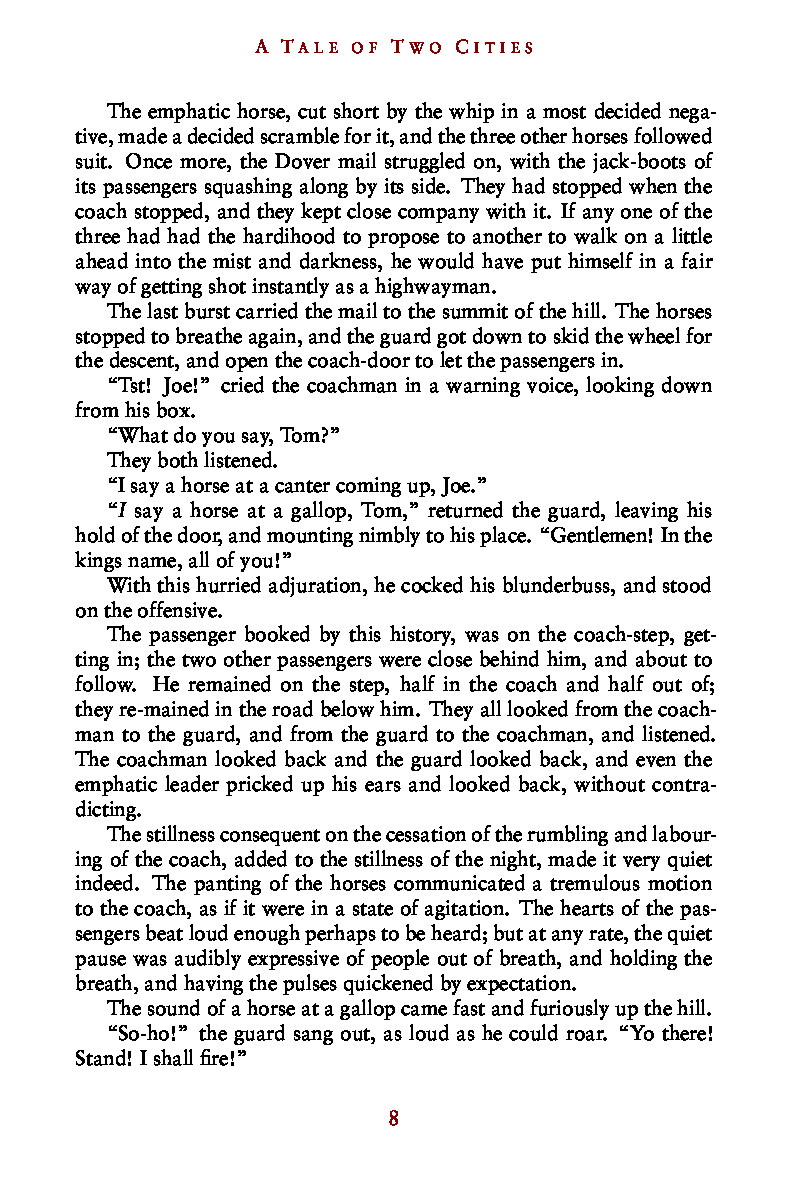 A TALE OF TWO CITIES
The emphatic horse, cut short by the whip in a most decided nega-
tive, made a decided scramble for it, and the three other horses followed
suit. Once more, the Dover mail struggled on, with the jack-boots of
its passengers squashing along by its side. They had stopped when the
coach stopped, and they kept close company with it. If any one of the
three had had the hardihood to propose to another to walk on a little
ahead into the mist and darkness, he would have put himself in a fair
way of getting shot instantly as a highwayman.
The last burst carried the mail to the summit of the hill. The horses
stopped to breathe again, and the guard got down to skid the wheel for
the descent, and open the coach-door to let the passengers in.
“Tst! Joe!” cried the coachman in a warning voice, looking down
from his box.
“What do you say, Tom?”
They both listened.
“I say a horse at a canter coming up, Joe.”
“I say a horse at a gallop, Tom,” returned the guard, leaving his
hold of the door, and mounting nimbly to his place. “Gentlemen! In the
kings name, all of you!”
With this hurried adjuration, he cocked his blunderbuss, and stood
on the offensive.
The passenger booked by this history, was on the coach-step, get-
ting in; the two other passengers were close behind him, and about to
follow. He remained on the step, half in the coach and half out of;
they re-mained in the road below him. They all looked from the coach-
man to the guard, and from the guard to the coachman, and listened.
The coachman looked back and the guard looked back, and even the
emphatic leader pricked up his ears and looked back, without contra-
dicting.
The stillness consequent on the cessation of the rumbling and labour-
ing of the coach, added to the stillness of the night, made it very quiet
indeed. The panting of the horses communicated a tremulous motion
to the coach, as if it were in a state of agitation. The hearts of the pas-
sengers beat loud enough perhaps to be heard; but at any rate, the quiet
pause was audibly expressive of people out of breath, and holding the
breath, and having the pulses quickened by expectation.
The sound of a horse at a gallop came fast and furiously up the hill.
“So-ho!” the guard sang out, as loud as he could roar. “Yo there!
Stand! I shall fire!”
8